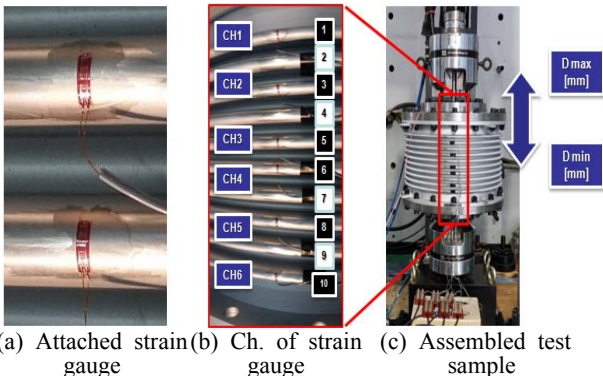 CH1
CH2
CH3
CH4
CH5
CH6
1
2
3
4
5
6
7
8
9
10
D max
[mm]
D min
[mm]
(a) Attached strain gauge
(b) Ch. of strain gauge
(c) Assembled test sample